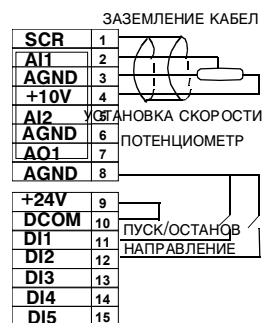 ЗАЗЕМЛЕНИЕ КАБЕЛ
SCR 1
AI1 2
AGND 3
+10V 4
AI2 5 УСТАНОВКА СКОРОСТИ
AGND 6
ПОТЕНЦИОМЕТР
AO1 7
AGND 8
+24V 9
DCOM 10
ПУСК/ОСТАНОВ
DI1 11
НАПРАВЛЕНИЕ
DI2 12
DI3 13
DI4 14
DI5 15